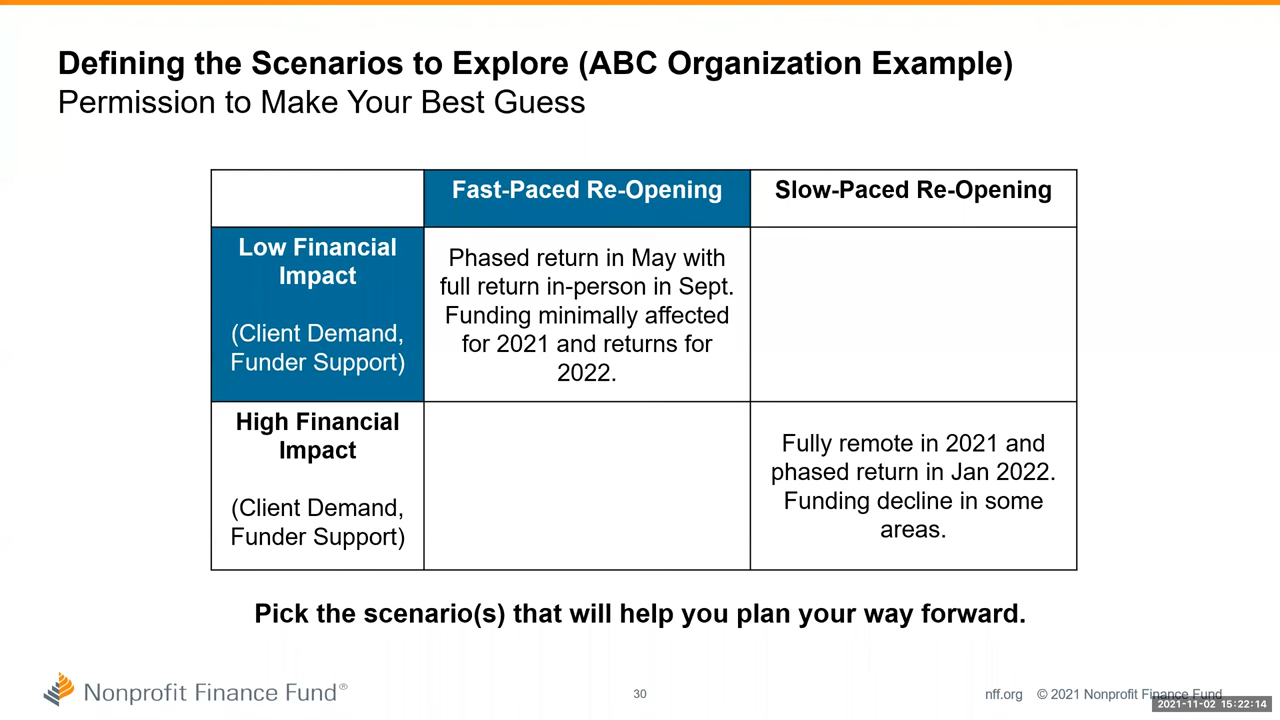 Defining the Scenarios to Explore (ABC Organization Example)
Permission to Make Your Best Guess
Fast-Paced Re-Opening
Slow-Paced Re-Opening
Low Financial
Impact
(Client Demand,
Funder Support)
Phased return in May with
full return in-person in Sept.
Funding minimally affected
for 2021 and returns for
2022.
High Financial
Impact
(Client Demand,
Funder Support)
Fully remote in 2021 and
phased return in Jan 2022.
Funding decline in some
areas.
Pick the scenario(s) that will help you plan your way forward.
Nonprofit Finance Fund®
30
nff.org © 2021 Nonprofit Finance Fund
2021-11-02 15:22:14